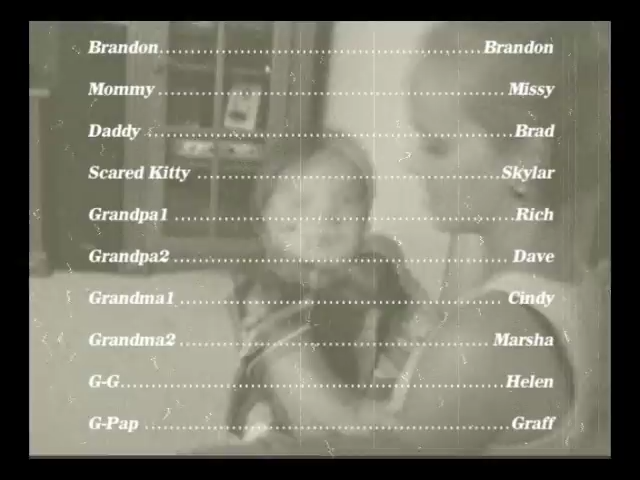 Brandon..............................................Brandon
Mommy ..............................................Missy
Daddy ..............................................Brad
Scared Kitty ........................................Skylar
Grandpa1 ..........................................Rich
Grandpa2 ..........................................Dave
Grandma1 ..........................................Cindy
Grandma2 ........................................Marsha
G-G..................................................Helen
G-Pap ..............................................Graff